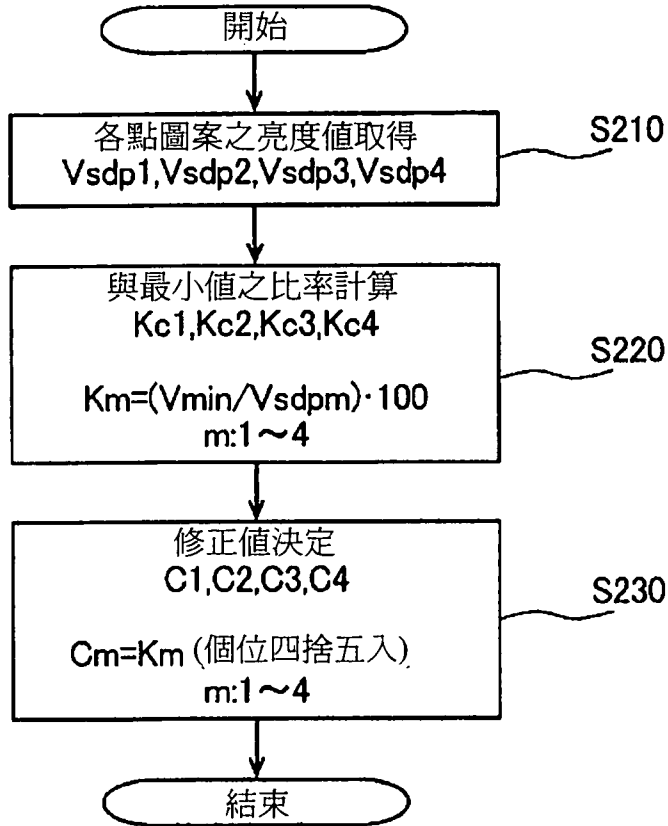 開始
各點圖案之亮度值取得
Vsdp1,Vsdp2,Vsdp3,Vsdp4
S210
與最小值之比率計算
Kc1,Kc2,Kc3,Kc4
Km=(Vmin/Vsdpm)·100
m:1～4
S220
修正值決定
C1,C2,C3,C4
Cm=Km (個位四捨五入)
m:1～4
S230
結束